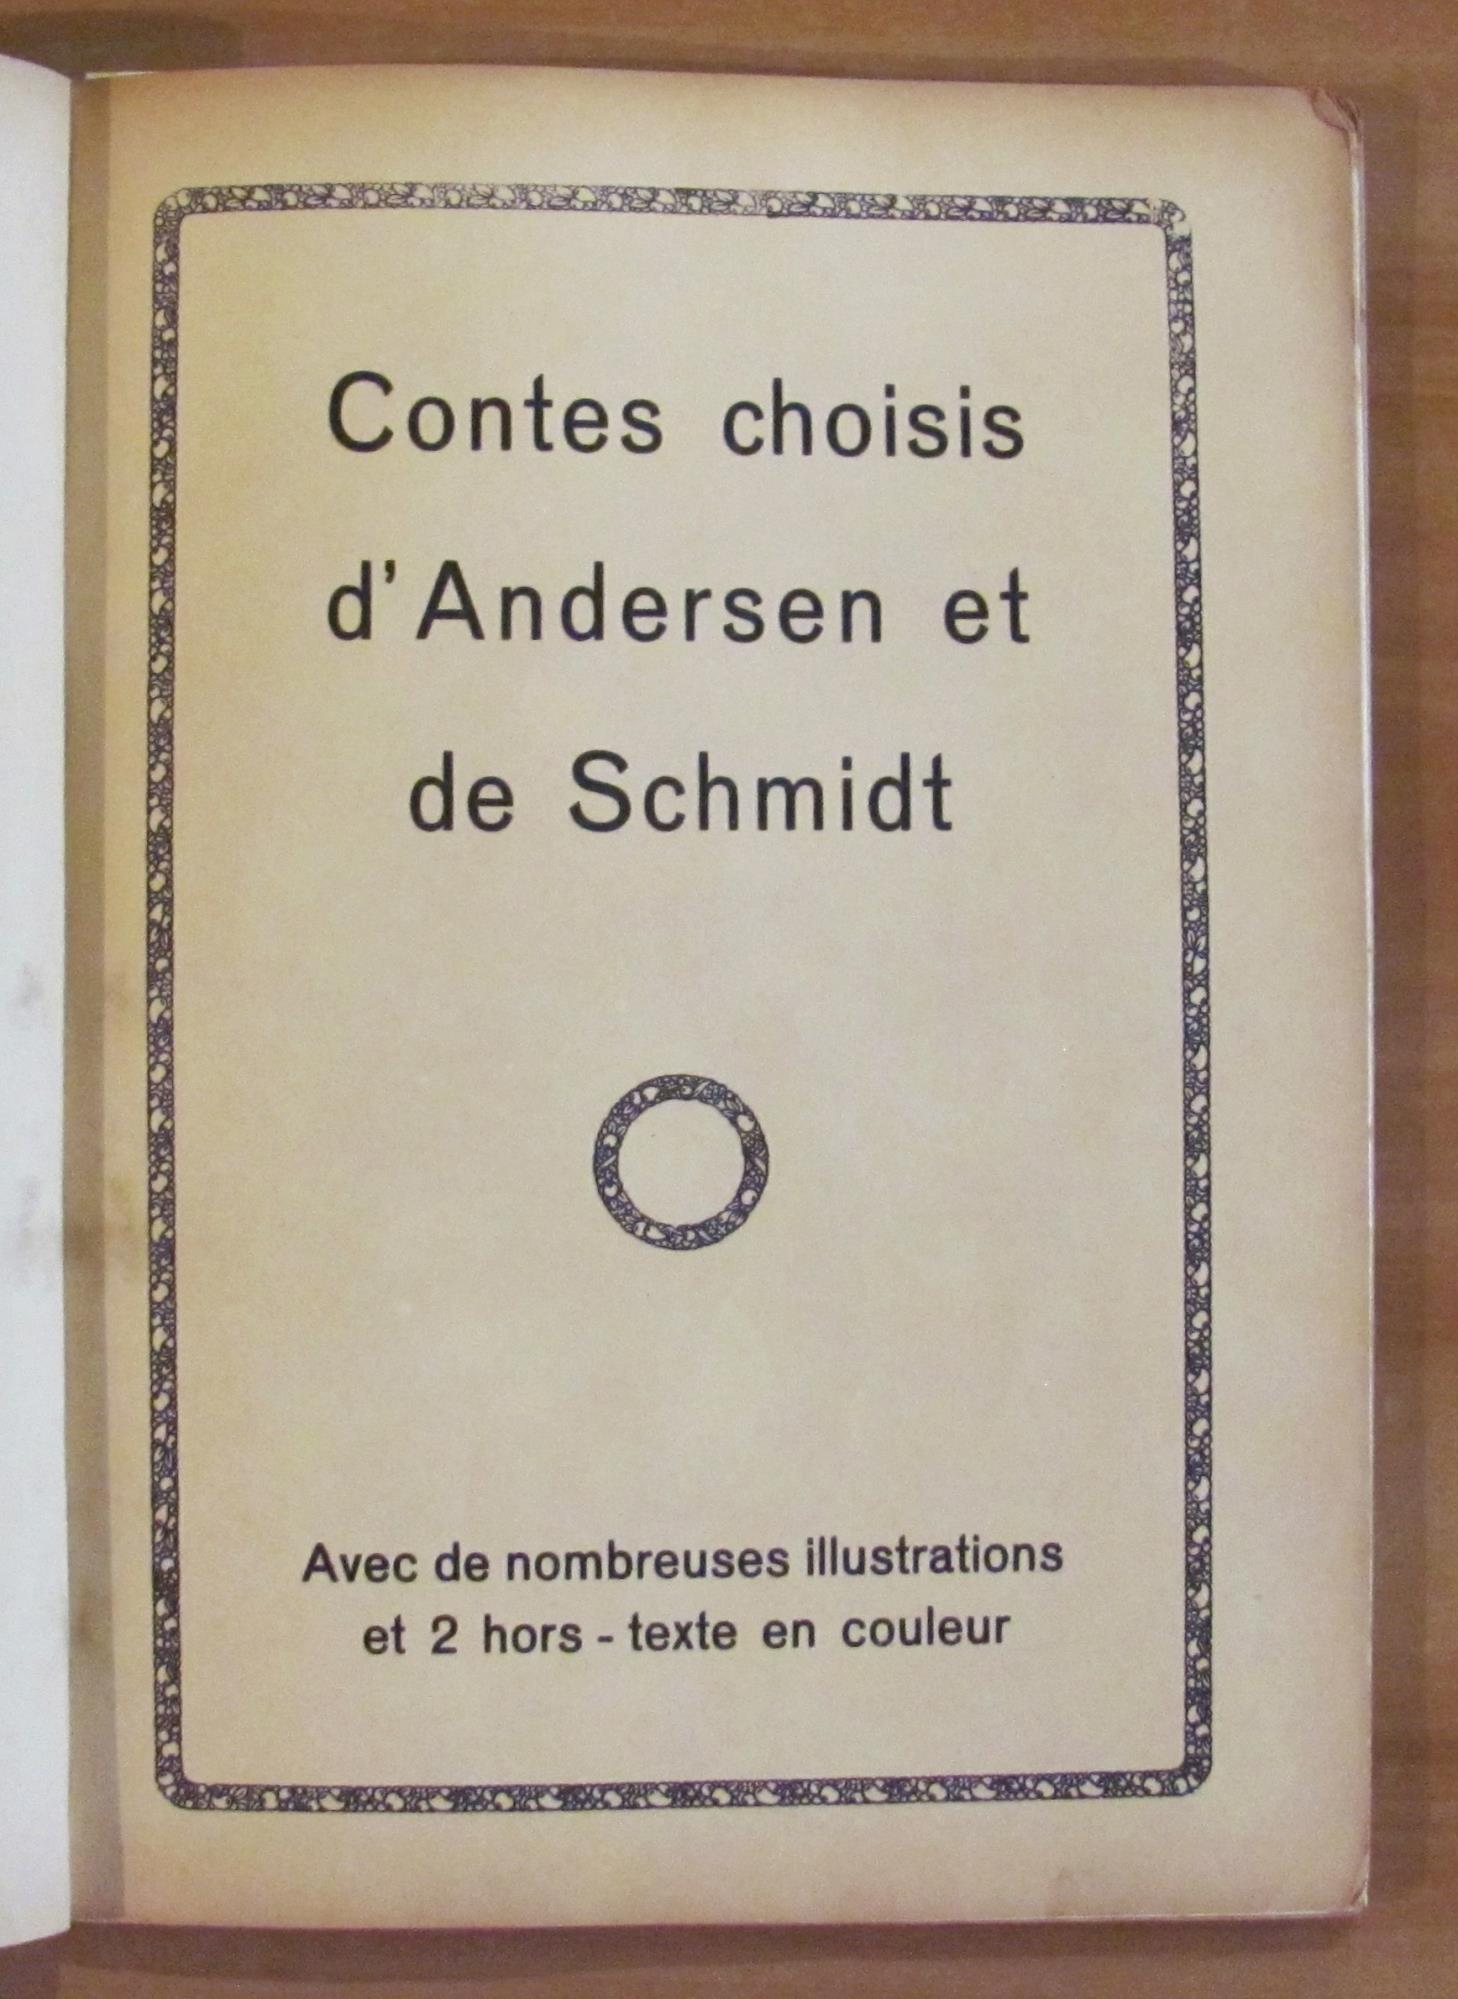 Contes choisis
d'Andersen et
de Schmidt
Avec de nombreuses illustrations
et 2 hors - texte en couleur